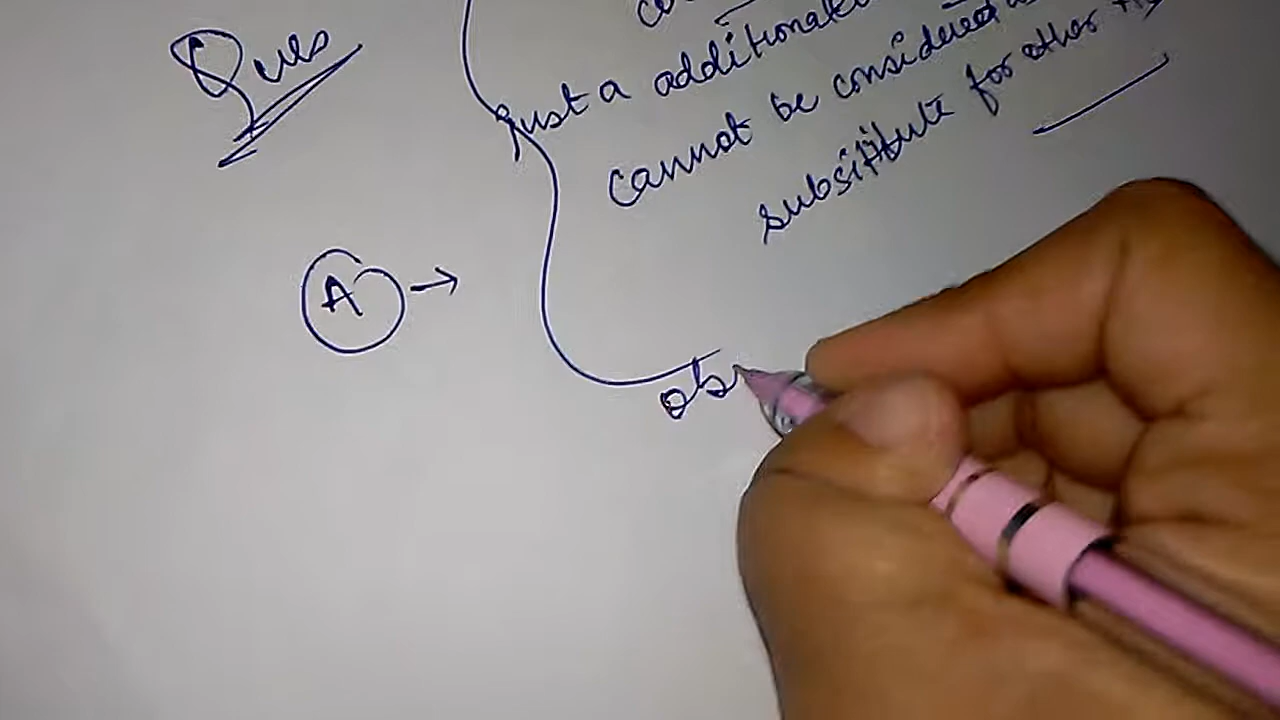 Ques
just a additional
cannot be considered
substitute for other
A →
ob